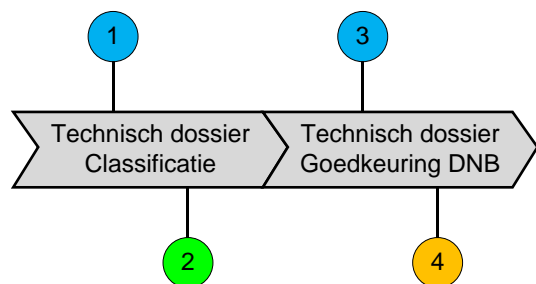 1
3
Technisch dossier
Classificatie
Technisch dossier
Goedkeuring DNB
2
4